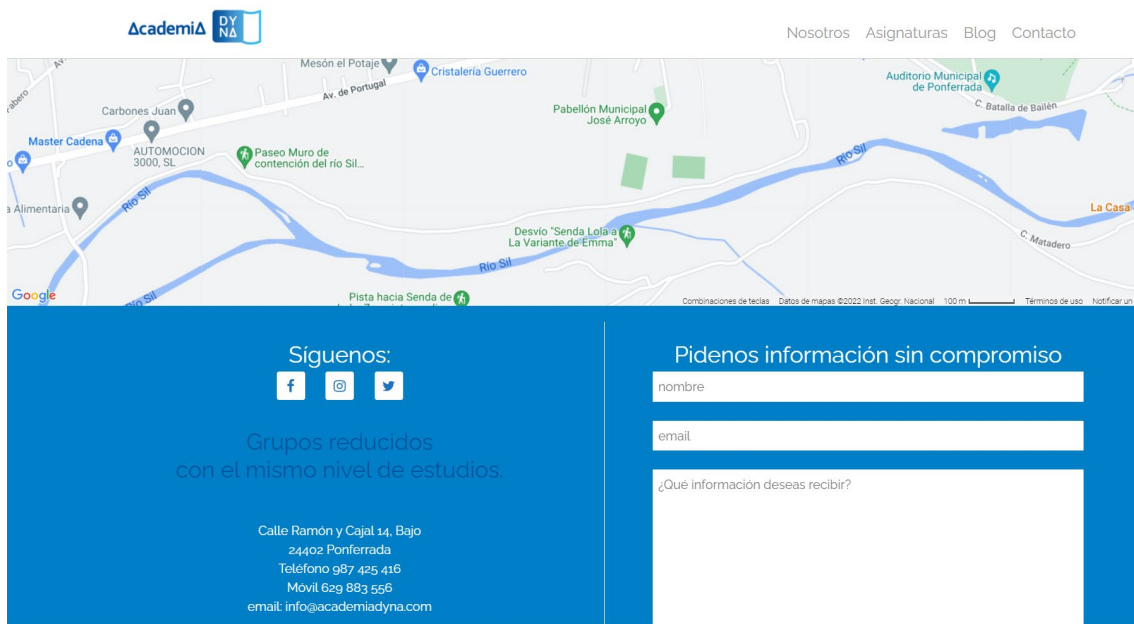 AcademiA DY NA
Nosotros Asignaturas Blog Contacto
Mesón el Potaje
Cristalería Guerrero
Av. de Portugal
Auditorio Municipal
de Ponferrada
C. Batalla de Bailén
Carbones Juan
Pabellón Municipal
José Arroyo
Master Cadena
AUTOMOCION
3000, SL
Paseo Muro de
contención del río Sil...
Río Sil
Río Sil
a Alimentaria
La Casa
Desvío "Senda Lola a
La Variante de Emma"
C. Matadero
Río Sil
Google
Río Sil
Pista hacia Senda de
Combinaciones de teclas Datos de mapas ©2022 Inst. Geogr. Nacional 100 m Términos de uso Notificar un
Síguenos:
Grupos reducidos
con el mismo nivel de estudios.
Calle Ramón y Cajal 14, Bajo
24402 Ponferrada
Teléfono 987 425 416
Móvil 629 883 556
email: info@academiadyna.com
Pidenos información sin compromiso
nombre
email
¿Qué información deseas recibir?